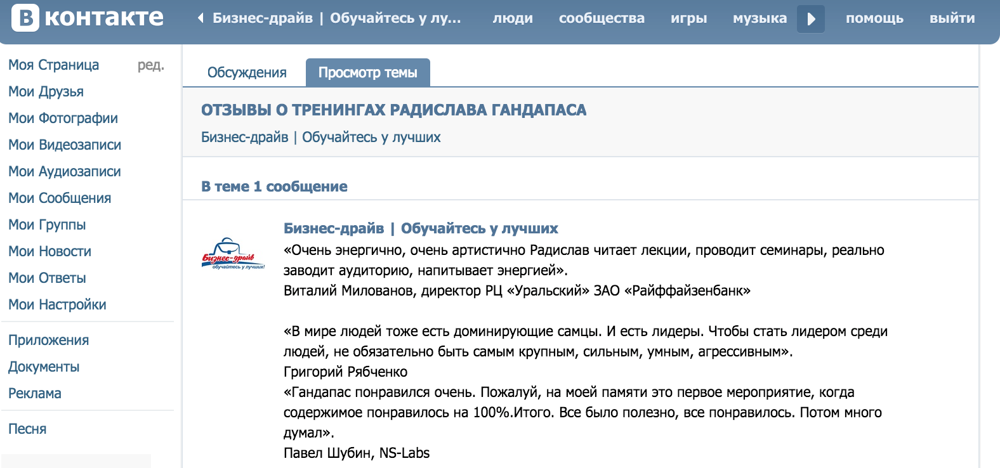 В контакте
Бизнес-драйв | Обучайтесь у лу... люди сообщества игры музыка помощь выйти
Моя Страница ред.
Мои Друзья
Мои Фотографии
Мои Видеозаписи
Мои Аудиозаписи
Мои Сообщения
Мои Группы
Мои Новости
Мои Ответы
Мои Настройки
Приложения
Документы
Реклама
Песня
Обсуждения Просмотр темы
ОТЗЫВЫ О ТРЕНИНГАХ РАДИСЛАВА ГАНДАПАСА
Бизнес-драйв | Обучайтесь у лучших
В теме 1 сообщение
Бизнес-драйв
обучайтесь у лучших!
Бизнес-драйв | Обучайтесь у лучших
«Очень энергично, очень артистично Радислав читает лекции, проводит семинары, реально
заводит аудиторию, напитывает энергией».
Виталий Милованов, директор РЦ «Уральский» ЗАО «Райффайзенбанк»
«В мире людей тоже есть доминирующие самцы. И есть лидеры. Чтобы стать лидером среди
людей, не обязательно быть самым крупным, сильным, умным, агрессивным».
Григорий Рябченко
«Гандапас понравился очень. Пожалуй, на моей памяти это первое мероприятие, когда
содержимое понравилось на 100%.Итого. Все было полезно, все понравилось. Потом много
думал».
Павел Шубин, NS-Labs